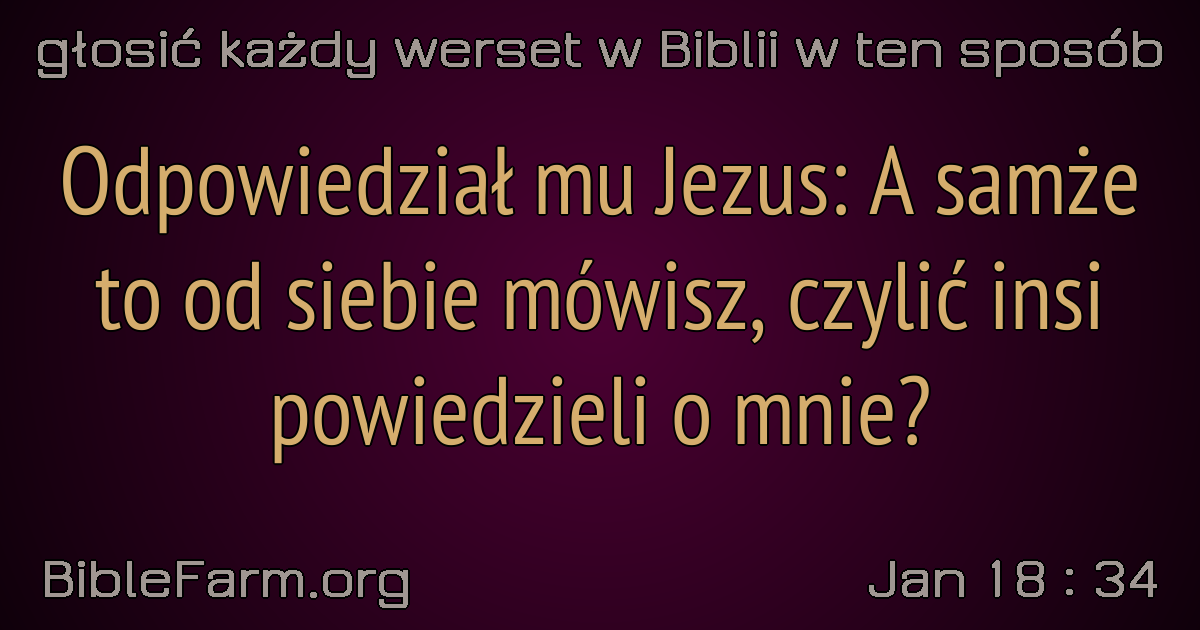 głosić każdy werset w Biblii w ten sposób
Odpowiedział mu Jezus: A samże
to od siebie mówisz, czylić insi
powiedzieli o mnie?
BibleFarm.org
Jan 18 : 34